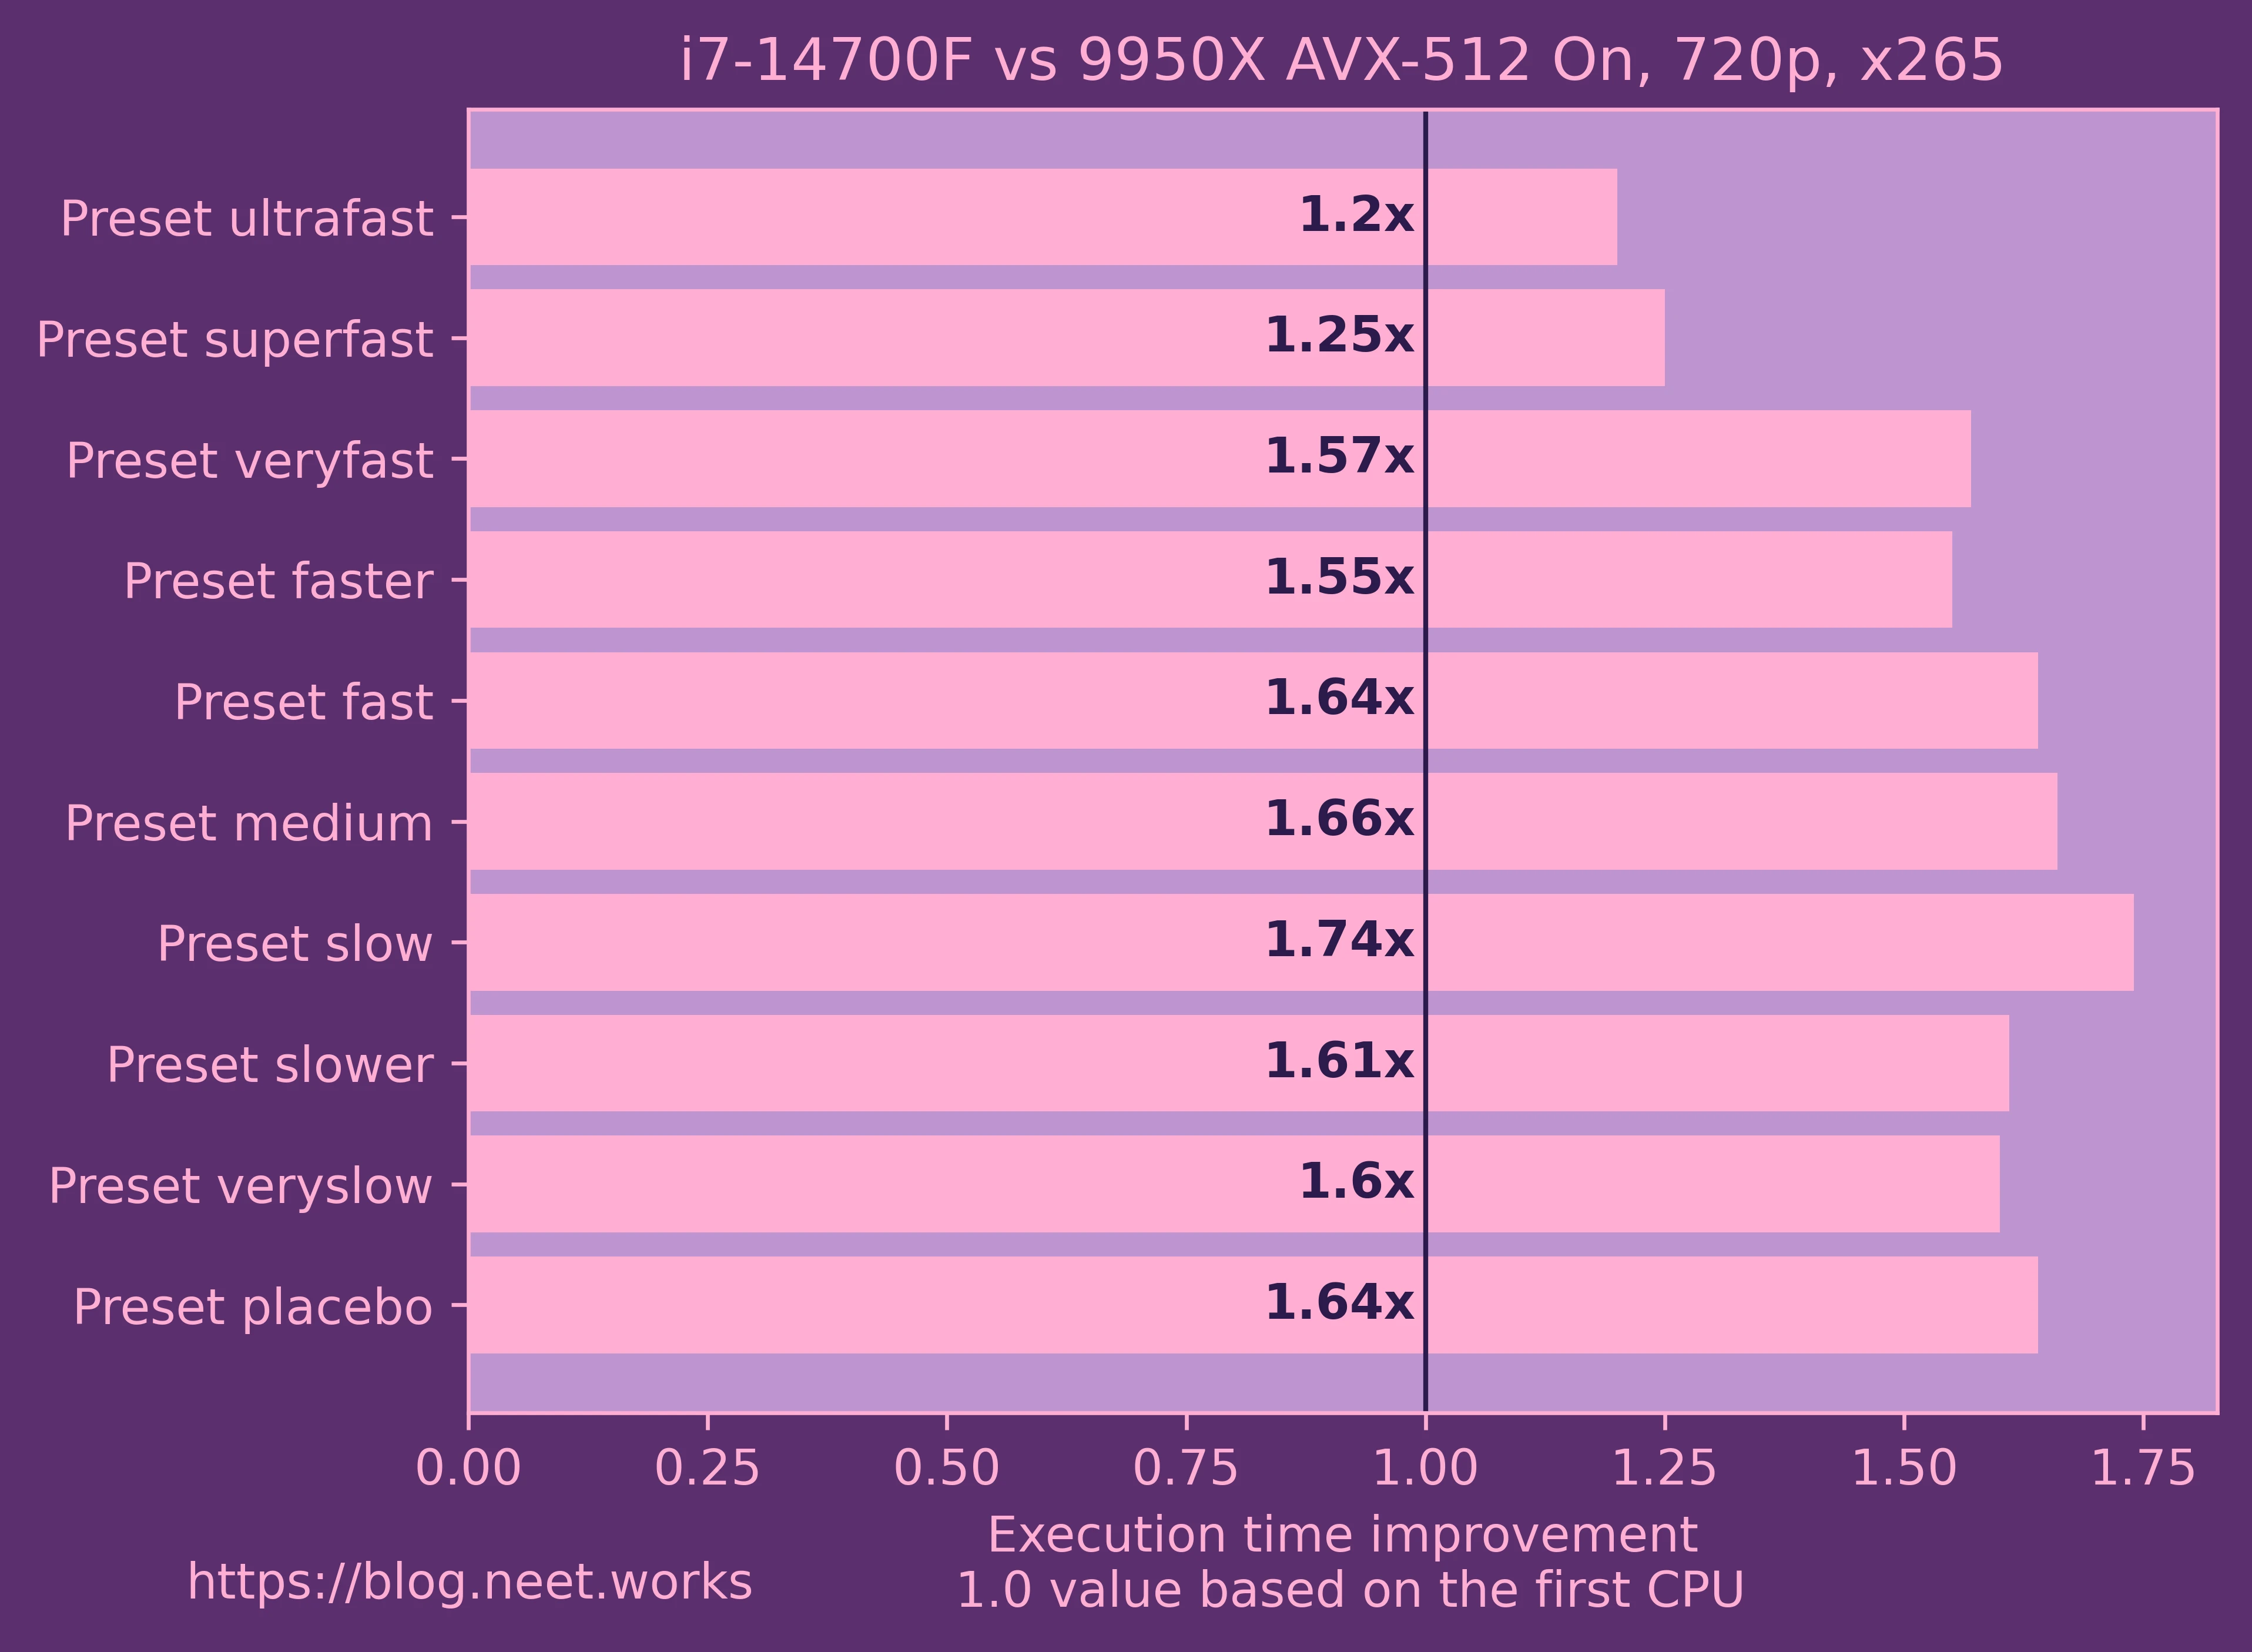 i7-14700F vs 9950X AVX-512 On, 720p, x265
Preset ultrafast
1.2x
Preset superfast
1.25x
Preset veryfast
1.57x
Preset faster
1.55x
Preset fast
1.64x
Preset medium
1.66x
Preset slow
1.74x
Preset slower
1.61x
Preset veryslow
1.6x
Preset placebo
1.64x
0.00 0.25 0.50 0.75 1.00 1.25 1.50 1.75
Execution time improvement
1.0 value based on the first CPU
https://blog.neet.works